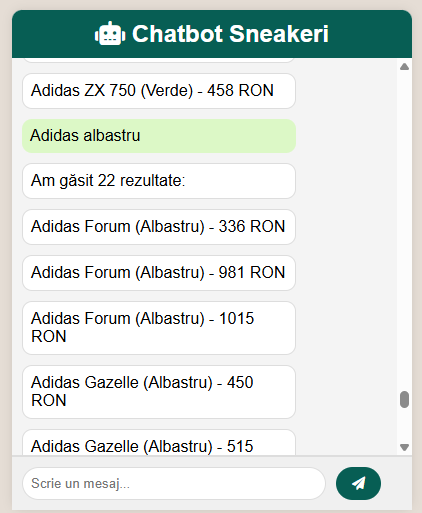 Chatbot Sneakeri
Adidas ZX 750 (Verde) - 458 RON
Adidas albastru
Am găsit 22 rezultate:
Adidas Forum (Albastru) - 336 RON
Adidas Forum (Albastru) - 981 RON
Adidas Forum (Albastru) - 1015
RON
Adidas Gazelle (Albastru) - 450
RON
Adidas Gazelle (Albastru) - 515
Scrie un mesaj...